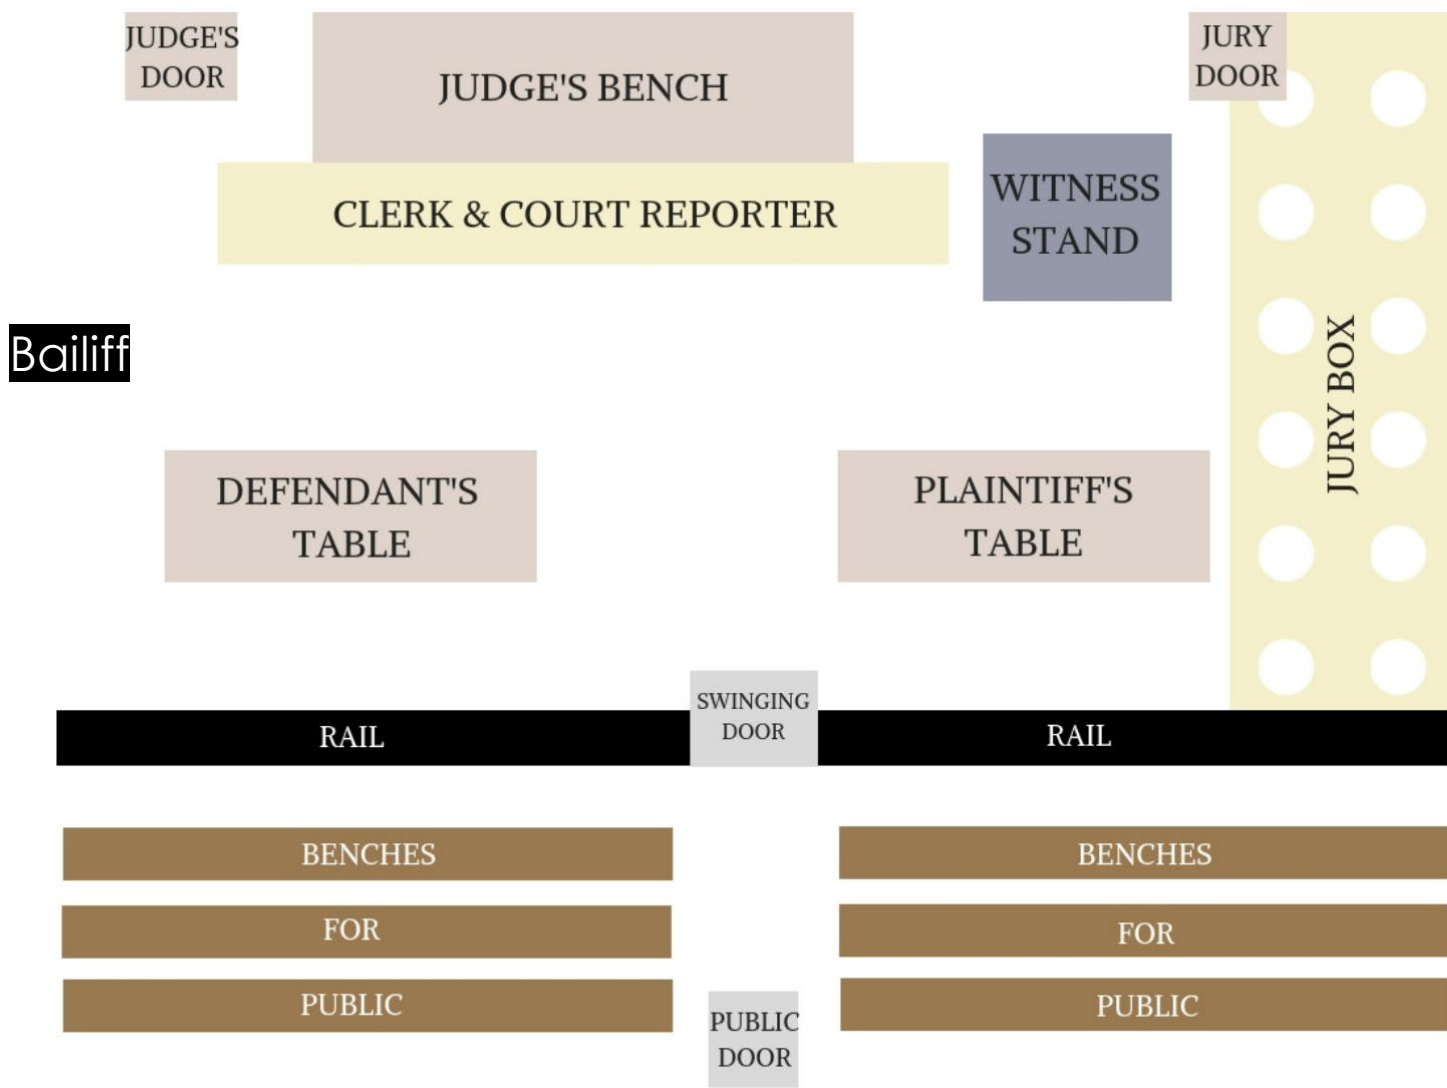 JUDGE'S
DOOR
JUDGE'S BENCH
JURY
DOOR
CLERK & COURT REPORTER
WITNESS
STAND
Bailiff
JURY BOX
DEFENDANT'S
TABLE
PLAINTIFF'S
TABLE
SWINGING
DOOR
RAIL
RAIL
BENCHES
BENCHES
FOR
FOR
PUBLIC
PUBLIC
PUBLIC
DOOR